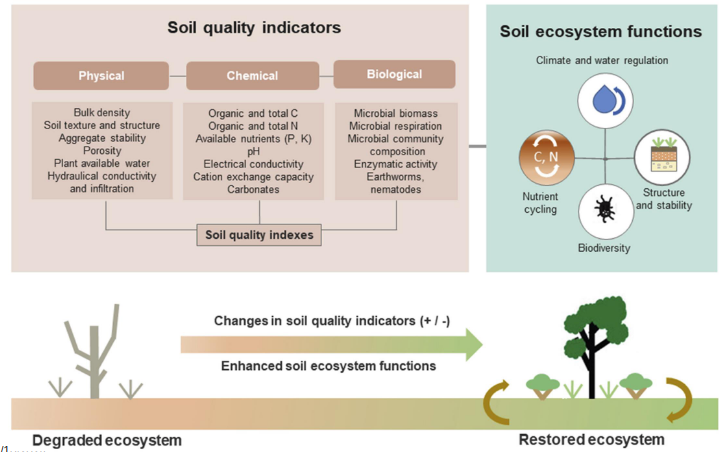 Soil quality indicators
Physical
Chemical
Biological
Bulk density
Soil texture and structure
Aggregate stability
Porosity
Plant available water
Hydraulical conductivity
and infiltration
Organic and total C
Organic and total N
Available nutrients (P, K)
pH
Electrical conductivity
Cation exchange capacity
Carbonates
Microbial biomass
Microbial respiration
Microbial community
composition
Enzymatic activity
Earthworms,
nematodes
Soil quality indexes
Soil ecosystem functions
Climate and water regulation
C, N
Nutrient
cycling
Structure
and stability
Biodiversity
Changes in soil quality indicators (+ / -)
Enhanced soil ecosystem functions
Degraded ecosystem
Restored ecosystem